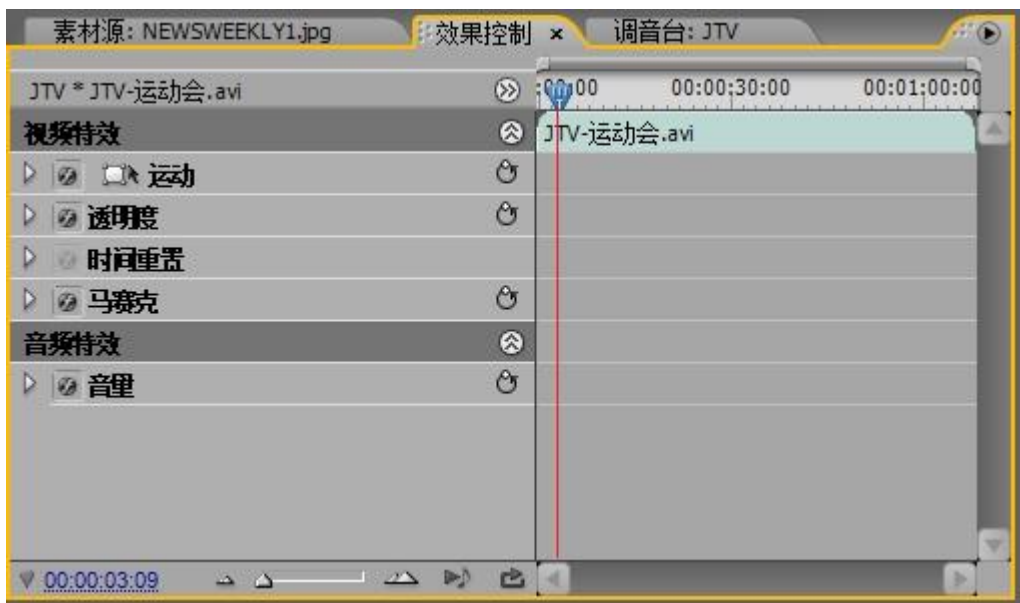 素材源: NEWSWEEKLY1.jpg 效果控制 × 调音台: JTV
JTV * JTV-运动会.avi :00:00 00:00:30:00 00:01:00:00
视频特效 JTV-运动会.avi
运动
透明度
时间重置
马赛克
音频特效
音量
00:00:03:09